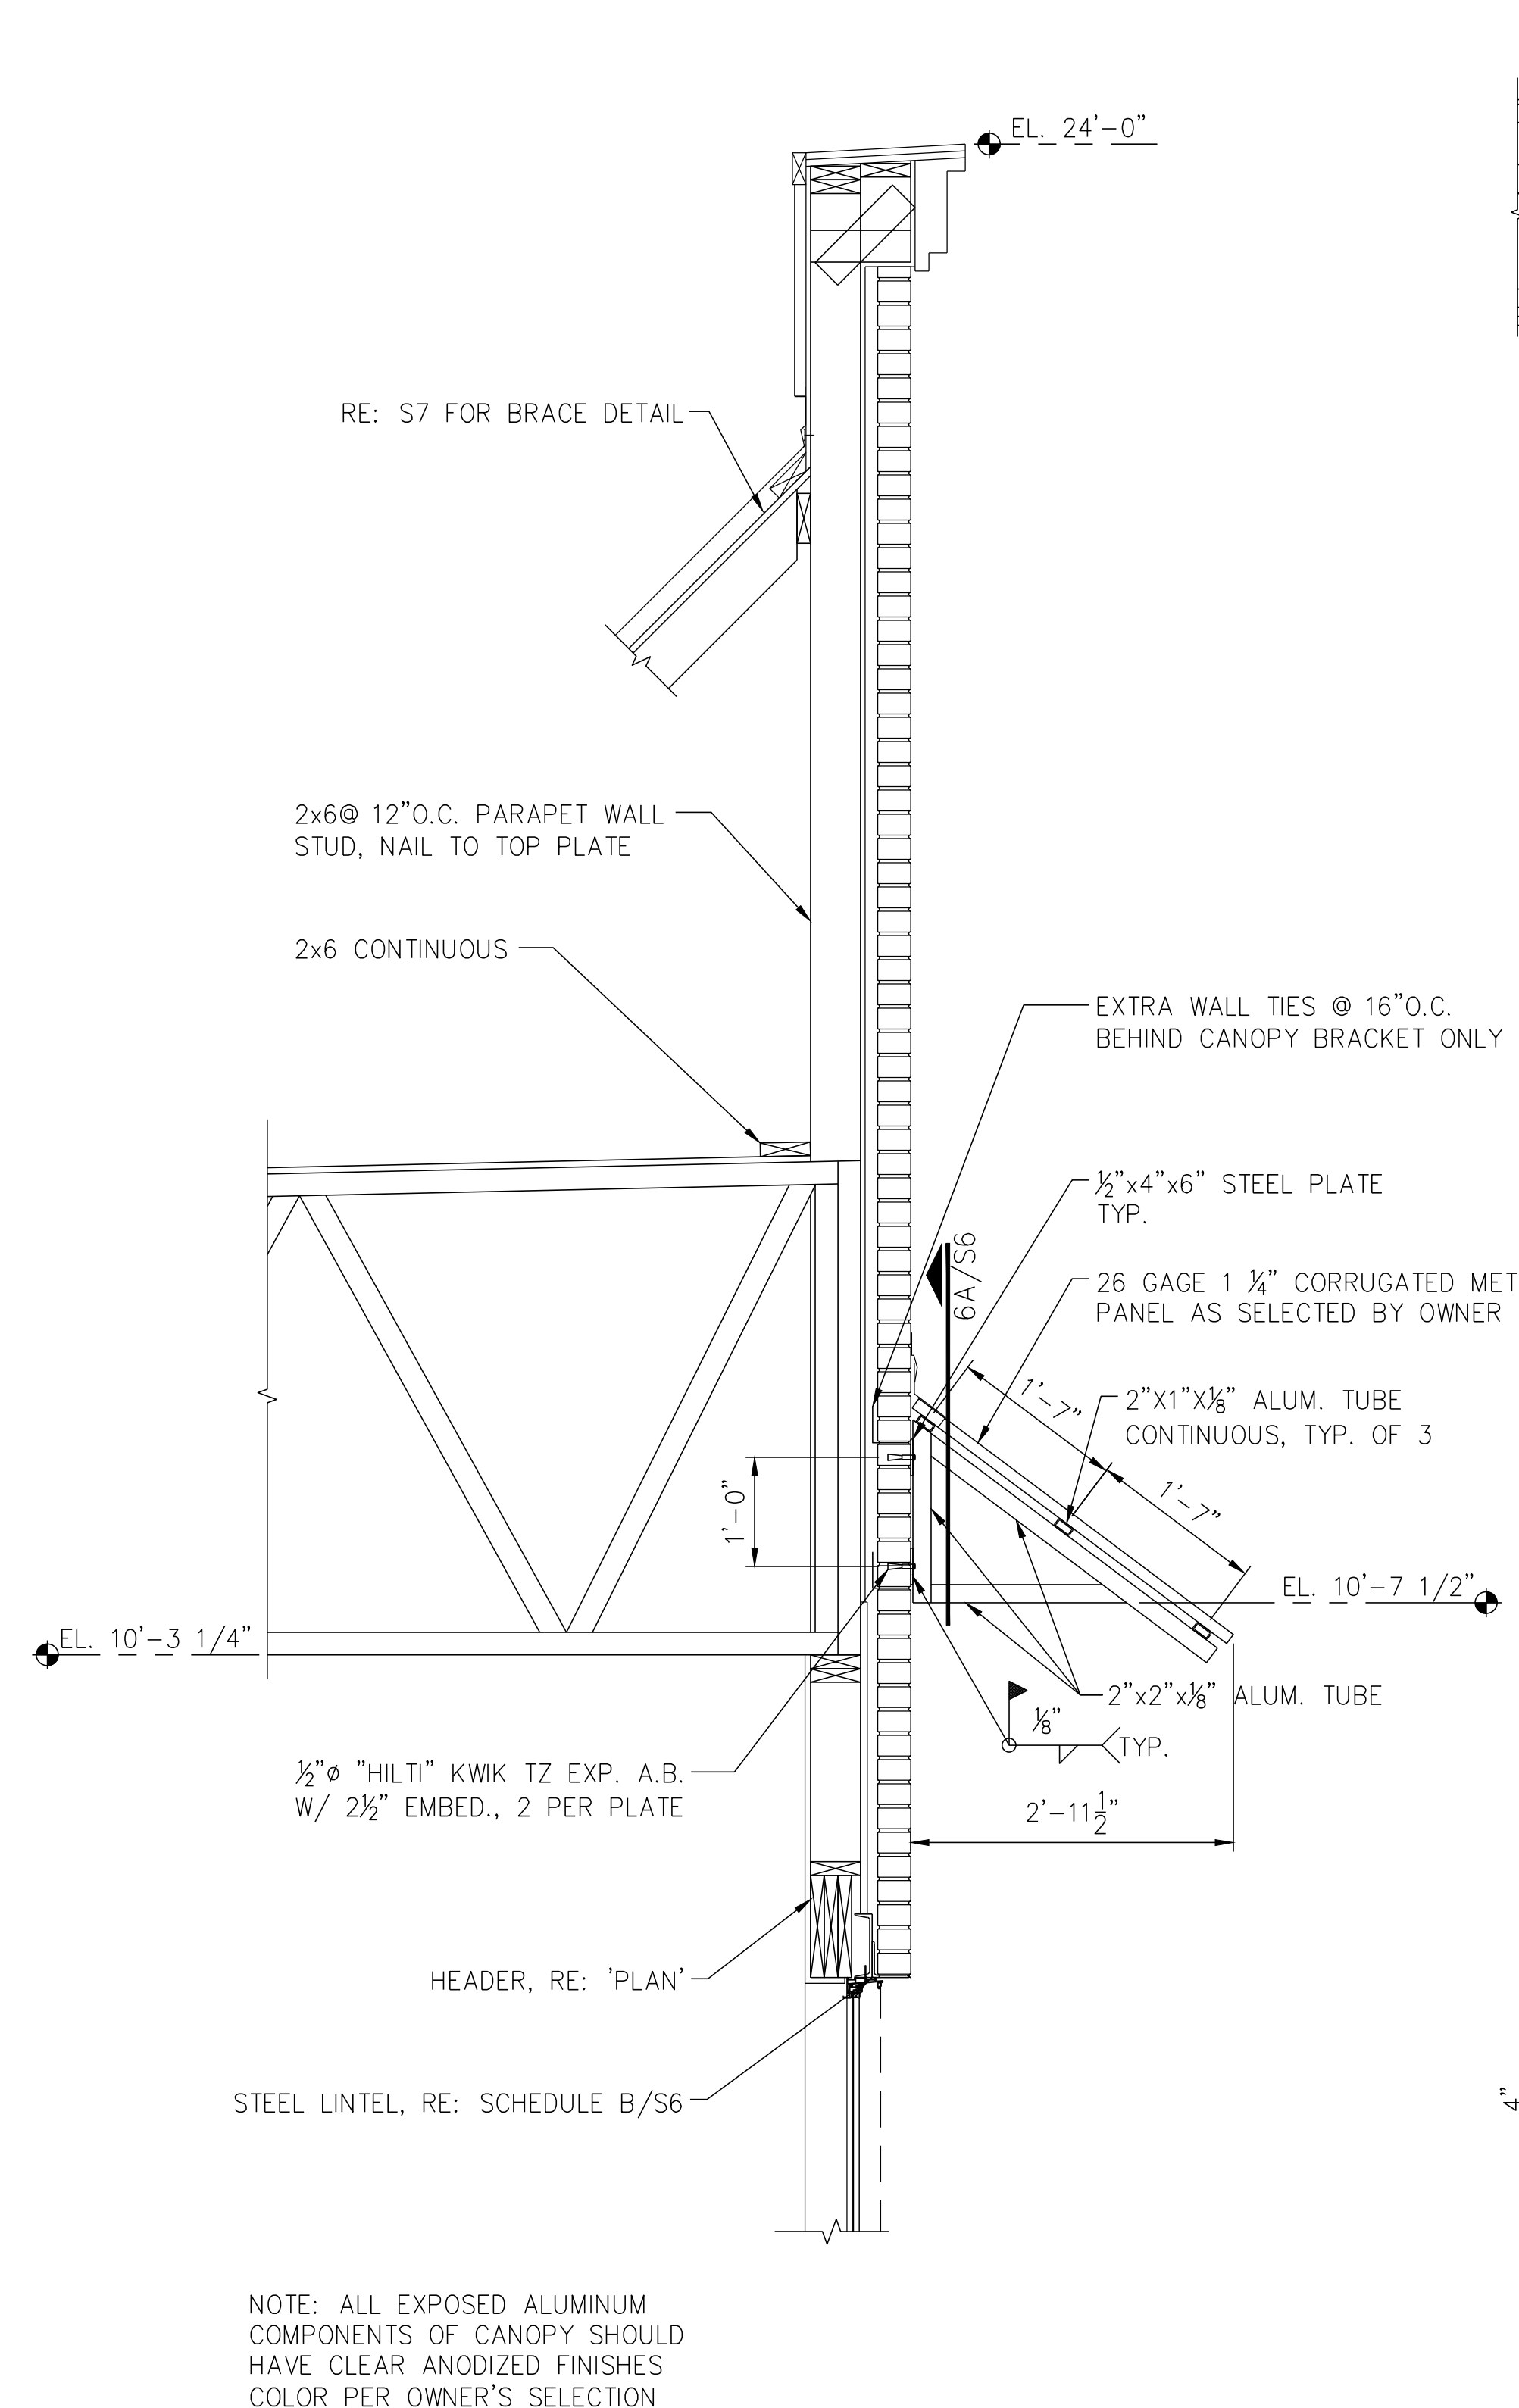 EL. 24'-0"
RE: S7 FOR BRACE DETAIL
2x6@ 12"O.C. PARAPET WALL
STUD, NAIL TO TOP PLATE
2x6 CONTINUOUS
EXTRA WALL TIES @ 16"O.C.
BEHIND CANOPY BRACKET ONLY
½"x4"x6" STEEL PLATE
TYP.
6A/S6
26 GAGE 1 ¼" CORRUGATED MET
PANEL AS SELECTED BY OWNER
1'-7"
2"X1"X⅛" ALUM. TUBE
CONTINUOUS, TYP. OF 3
1'-7"
1'-0"
EL. 10'-7 1/2"
EL. 10'-3 1/4"
2"x2"x⅛" ALUM. TUBE
⅛"
TYP.
½"ø "HILTI" KWIK TZ EXP. A.B.
W/ 2½" EMBED., 2 PER PLATE
2'-11½"
HEADER, RE: 'PLAN'
STEEL LINTEL, RE: SCHEDULE B/S6
4"
NOTE: ALL EXPOSED ALUMINUM
COMPONENTS OF CANOPY SHOULD
HAVE CLEAR ANODIZED FINISHES
COLOR PER OWNER'S SELECTION